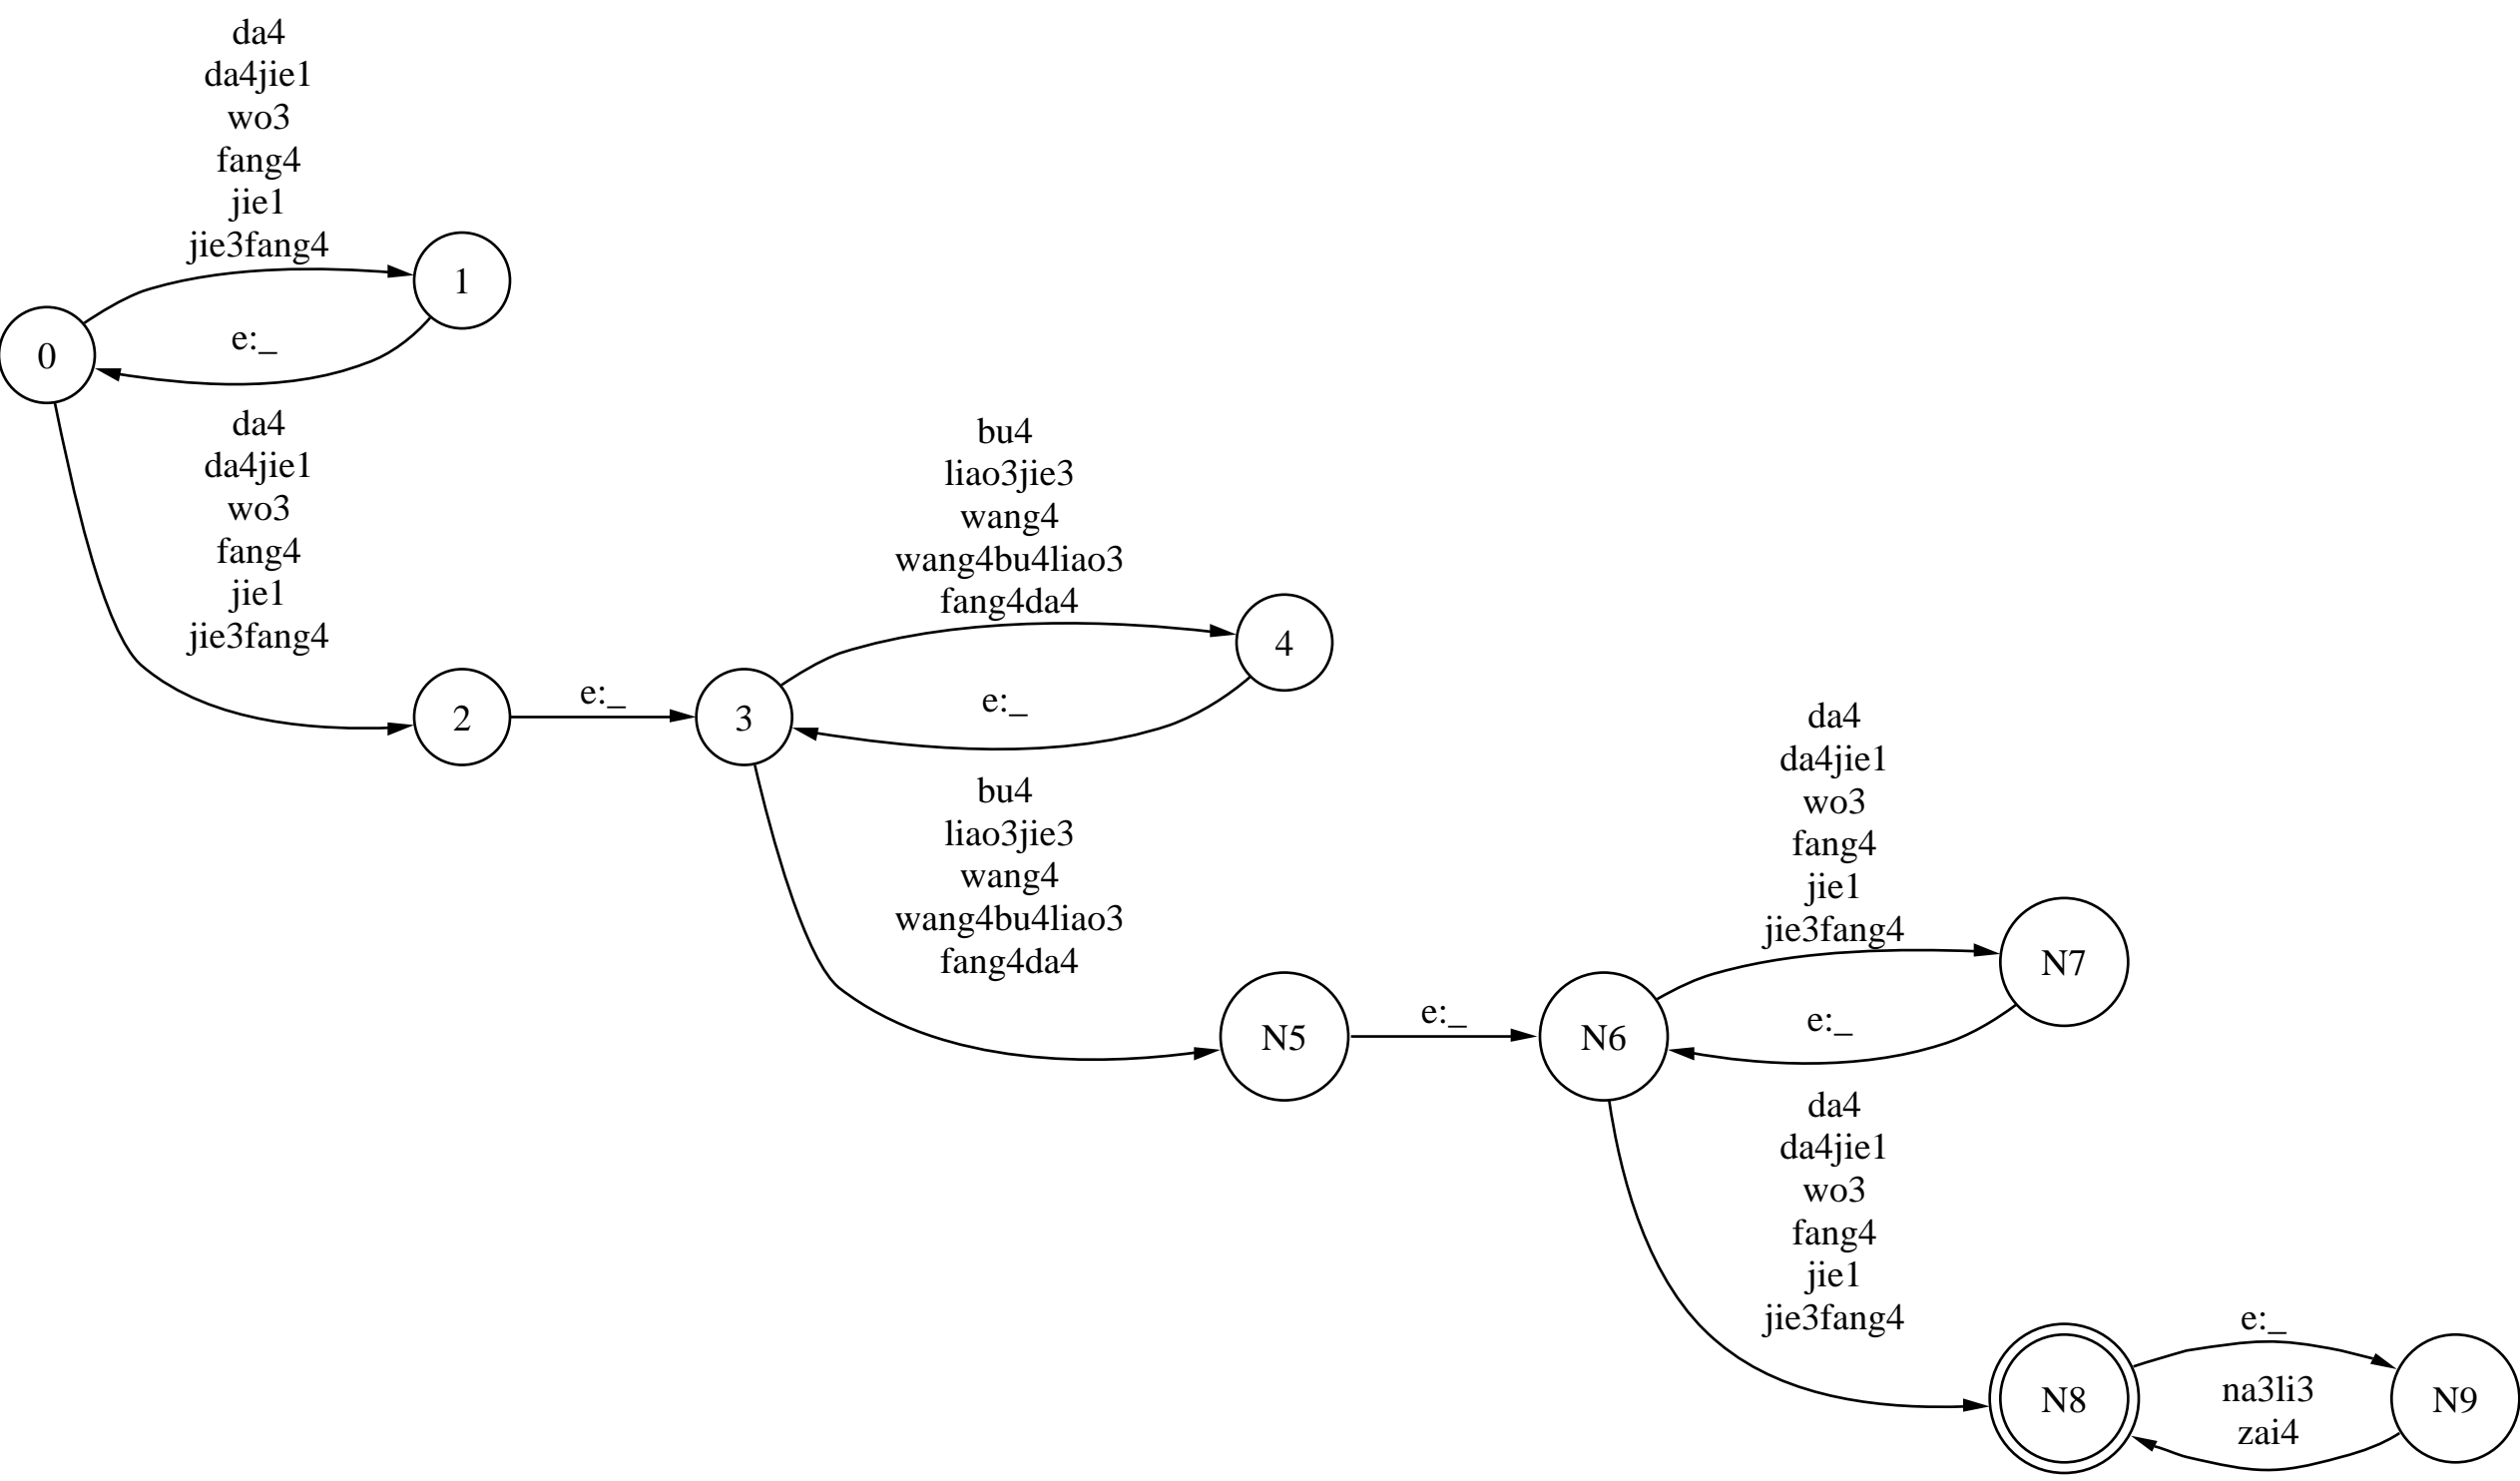 da4
da4jie1
wo3
fang4
jie1
jie3fang4
1
e:_
0
da4
da4jie1
wo3
fang4
jie1
jie3fang4
2
e:_
3
bu4
liao3jie3
wang4
wang4bu4liao3
fang4da4
4
e:_
bu4
liao3jie3
wang4
wang4bu4liao3
fang4da4
N5
e:_
N6
da4
da4jie1
wo3
fang4
jie1
jie3fang4
N7
e:_
da4
da4jie1
wo3
fang4
jie1
jie3fang4
N8
e:_
na3li3
zai4
N9